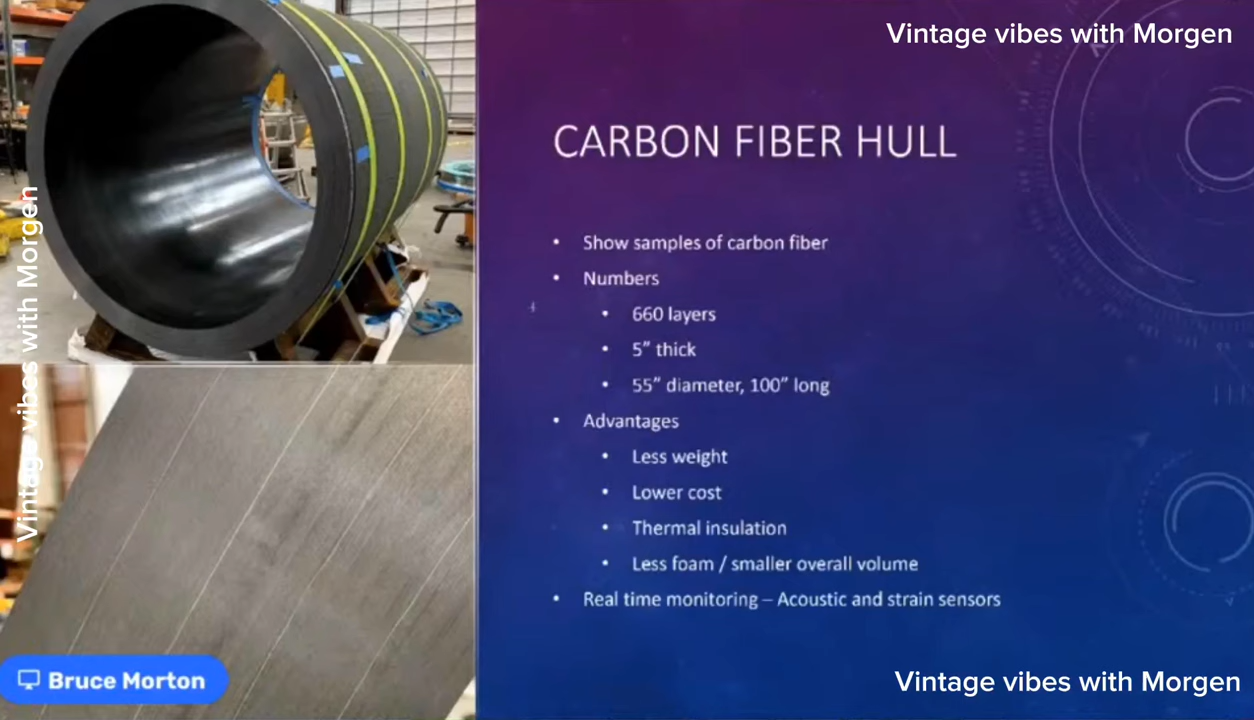 Vintage vibes with Morgen
CARBON FIBER HULL
• Show samples of carbon fiber
• Numbers
• 660 layers
• 5” thick
• 55” diameter, 100” long
• Advantages
• Less weight
• Lower cost
• Thermal insulation
• Less foam / smaller overall volume
• Real time monitoring – Acoustic and strain sensors
Vintage vibes with Morgen
Bruce Morton
Vintage vibes with Morgen